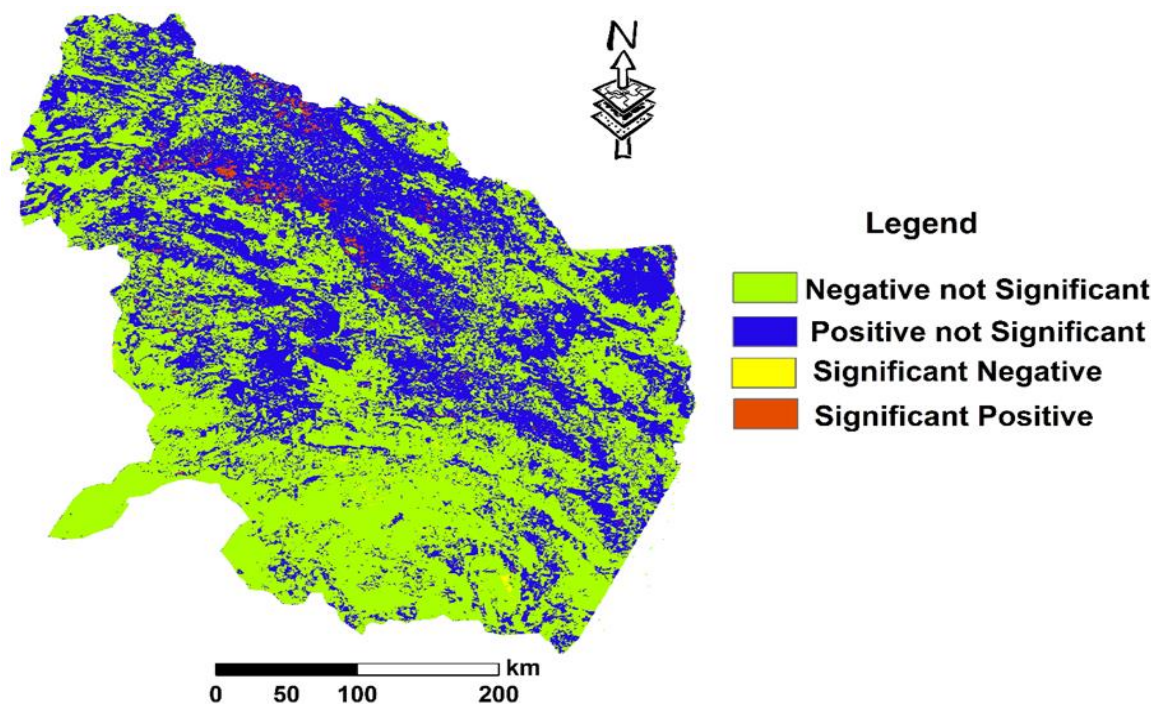 N
Legend
Negative not Significant
Positive not Significant
Significant Negative
Significant Positive
km
0 50 100 200